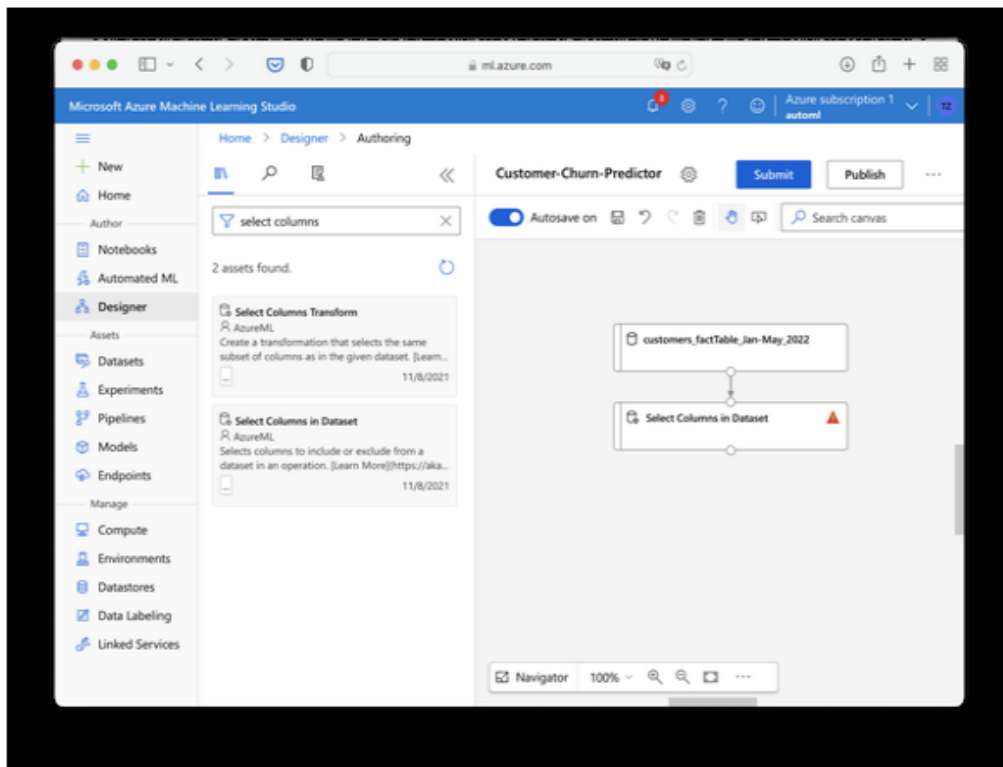 ml.azure.com
Microsoft Azure Machine Learning Studio
8
?
Azure subscription 1
automl
TZ
Home > Designer > Authoring
New
Home
Author
Notebooks
Automated ML
Designer
Assets
Datasets
Experiments
Pipelines
Models
Endpoints
Manage
Compute
Environments
Datastores
Data Labeling
Linked Services
select columns
2 assets found.
Select Columns Transform
AzureML
Create a transformation that selects the same
subset of columns as in the given dataset. [Learn...
...
11/8/2021
Select Columns in Dataset
AzureML
Selects columns to include or exclude from a
dataset in an operation. [Learn More](https://aka...
...
11/8/2021
Customer-Churn-Predictor
Submit
Publish
...
Autosave on
Search canvas
customers_factTable_Jan-May_2022
Select Columns in Dataset
Navigator
100%
...